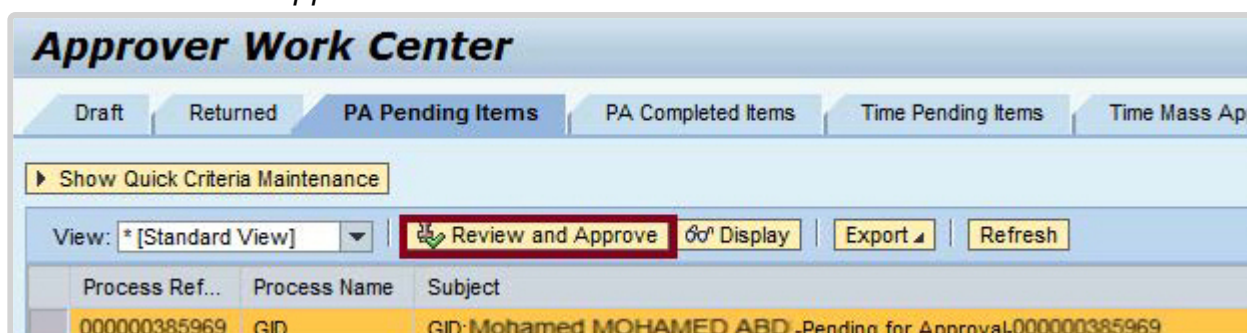 Approver Work Center
Draft Returned PA Pending Items PA Completed Items Time Pending Items Time Mass Ap
Show Quick Criteria Maintenance
View: * [Standard View] Review and Approve Display Export Refresh
Process Ref... Process Name Subject
000000385969 GID GID:Mohamed MOHAMED ABD -Pending for Approval-000000385969